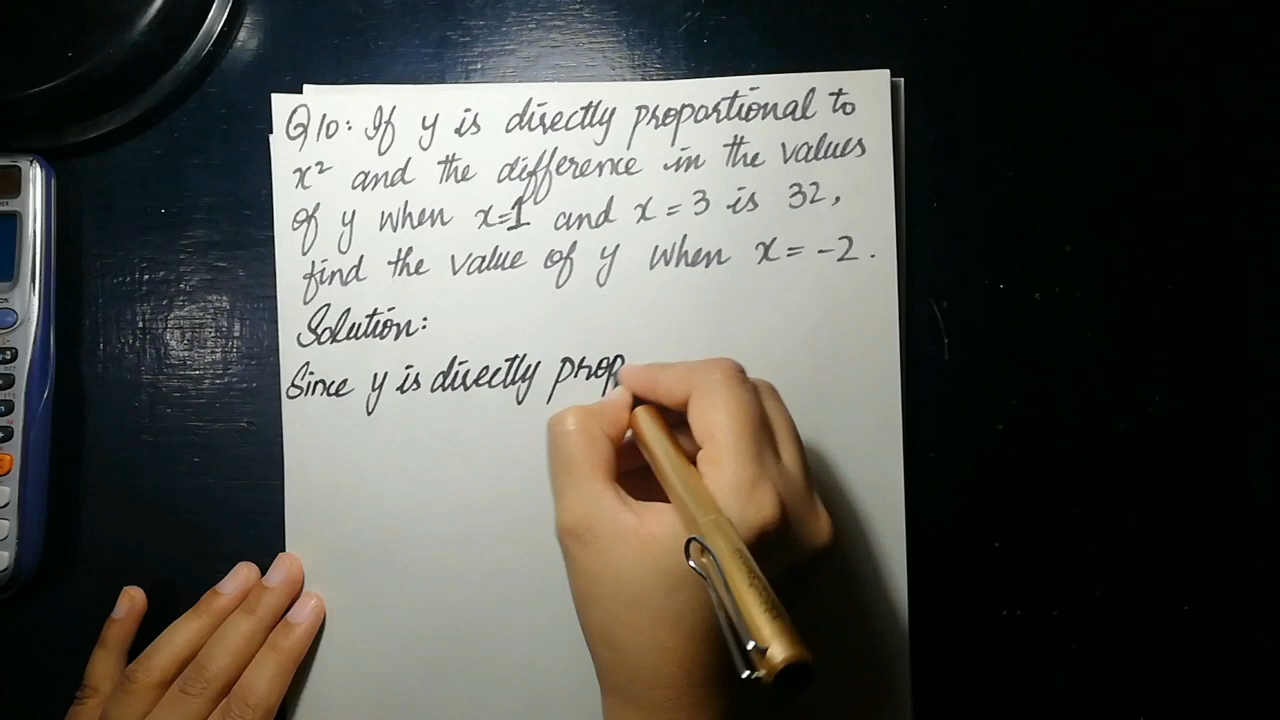 Q10: If y is directly proportional to
x² and the difference in the values
of y when x=1 and x=3 is 32,
find the value of y when x=-2.
Solution:
Since y is directly prop